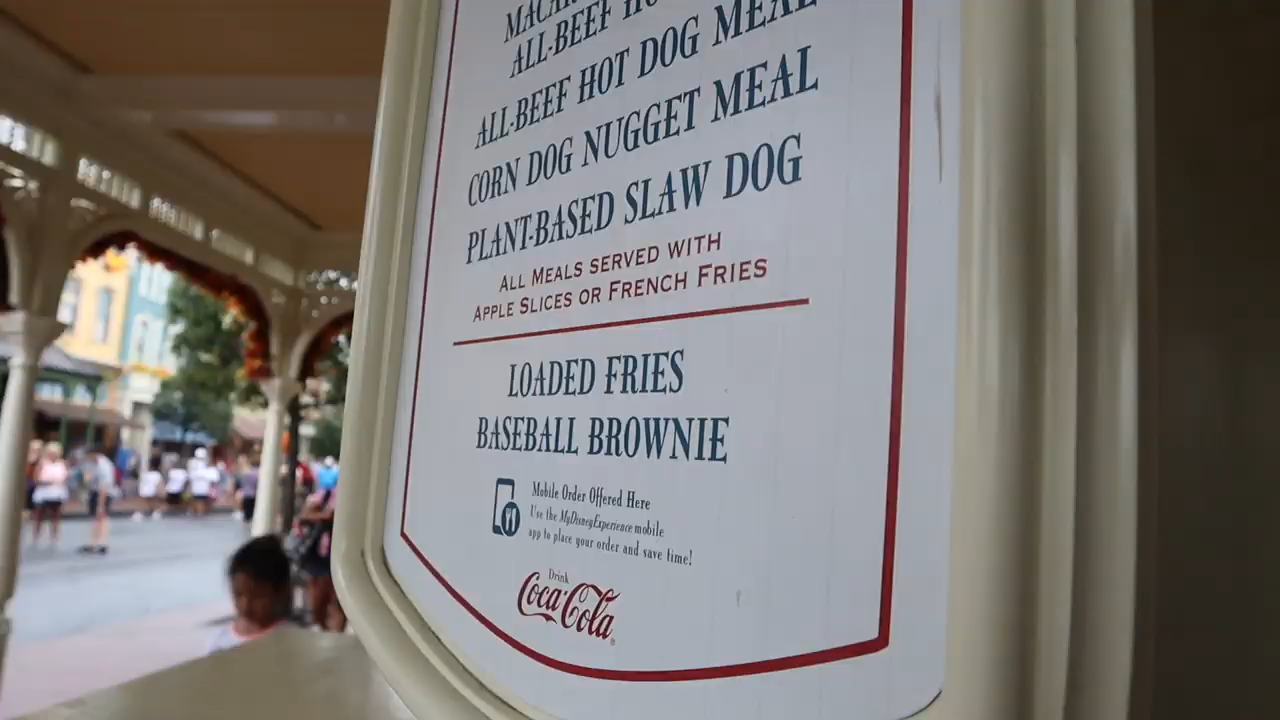 ALL-BEEF
ALL-BEEF HOT DOG MEAL
CORN DOG NUGGET MEAL
PLANT-BASED SLAW DOG
ALL MEALS SERVED WITH
APPLE SLICES OR FRENCH FRIES
LOADED FRIES
BASEBALL BROWNIE
Mobile Order Offered Here
Use the MyDisneyExperience mobile
app to place your order and save time!
Drink
Coca-Cola